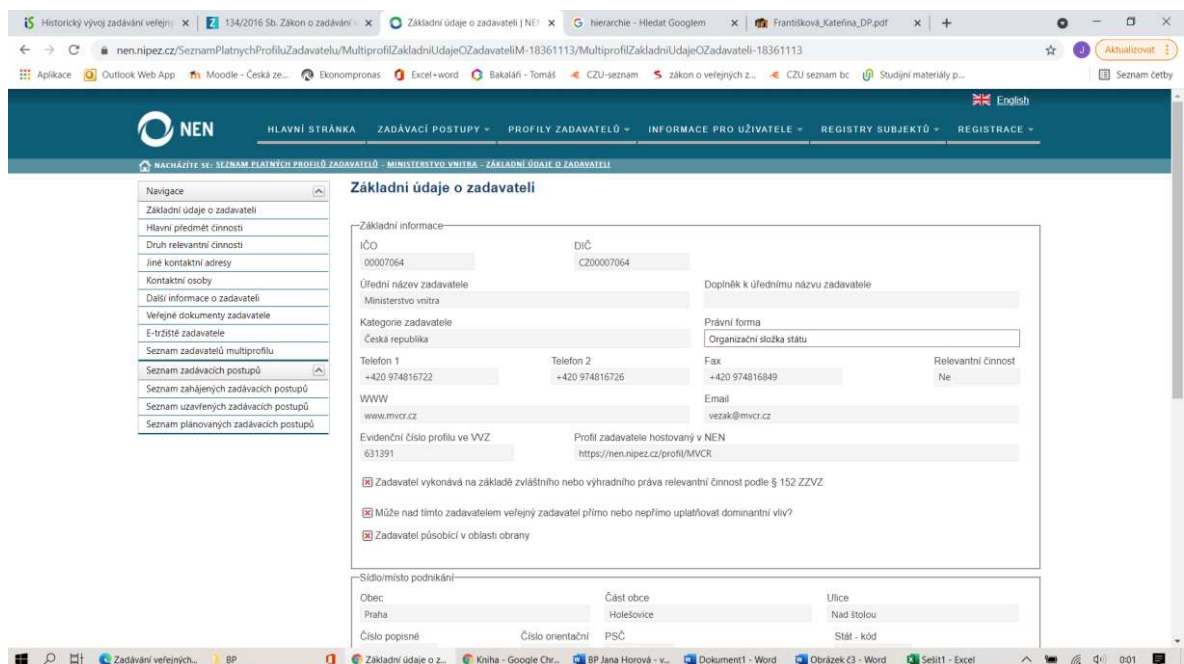 Historický vývoj zadávání veřejn
134/2016 Sb. Zákon o zadávání
Základní údaje o zadavateli | NEN
hierarchie - Hledat Googlem
Františková_Kateřina_DP.pdf
nen.nipez.cz/SeznamPlatnychProfiluZadavatelu/MultiprofilZakladniUdajeOZadavateliM-18361113/MultiprofilZakladniUdajeOZadavateli-18361113
J
Aktualizovat
Aplikace
Outlook Web App
Moodle - Česká ze...
Ekonompronas
Excel+word
Bakaláři - Tomáš
CZU-seznam
zákon o veřejných z...
CZU seznam bc
Studijní materiály p...
Seznam četby
English
NEN
HLAVNÍ STRÁNKA
ZADÁVACÍ POSTUPY
PROFILY ZADAVATELŮ
INFORMACE PRO UŽIVATELE
REGISTRY SUBJEKTŮ
REGISTRACE
NACHÁZÍTE SE: SEZNAM PLATNÝCH PROFILŮ ZADAVATELŮ - MINISTERSTVO VNITRA - ZÁKLADNÍ ÚDAJE O ZADAVATELI
Navigace
Základní údaje o zadavateli
Hlavní předmět činnosti
Druh relevantní činnosti
Jiné kontaktní adresy
Kontaktní osoby
Další informace o zadavateli
Veřejné dokumenty zadavatele
E-tržiště zadavatele
Seznam zadavatelů multiprofilu
Seznam zadávacích postupů
Seznam zahájených zadávacích postupů
Seznam uzavřených zadávacích postupů
Seznam plánovaných zadávacích postupů
Základní údaje o zadavateli
Základní informace
IČO DIČ
00007064 CZ00007064
Úřední název zadavatele Doplněk k úřednímu názvu zadavatele
Ministerstvo vnitra
Kategorie zadavatele Právní forma
Česká republika Organizační složka státu
Telefon 1 Telefon 2 Fax Relevantní činnost
+420 974816722 +420 974816726 +420 974816849 Ne
WWW Email
www.mvcr.cz vezak@mvcr.cz
Evidenční číslo profilu ve VVZ Profil zadavatele hostovaný v NEN
631391 https://nen.nipez.cz/profil/MVCR
Zadavatel vykonává na základě zvláštního nebo výhradního práva relevantní činnost podle § 152 ZZVZ
Může nad tímto zadavatelem veřejný zadavatel přímo nebo nepřímo uplatňovat dominantní vliv?
Zadavatel působící v oblasti obrany
Sídlo/místo podnikání
Obec Část obce Ulice
Praha Holešovice Nad štolou
Číslo popisné Číslo orientační PSČ Stát - kód
Zadávání veřejných...
BP
Základní údaje o z...
Kniha - Google Chr...
BP Jana Horová - v...
Dokument1 - Word
Obrázek č3 - Word
Sešit1 - Excel
0:01